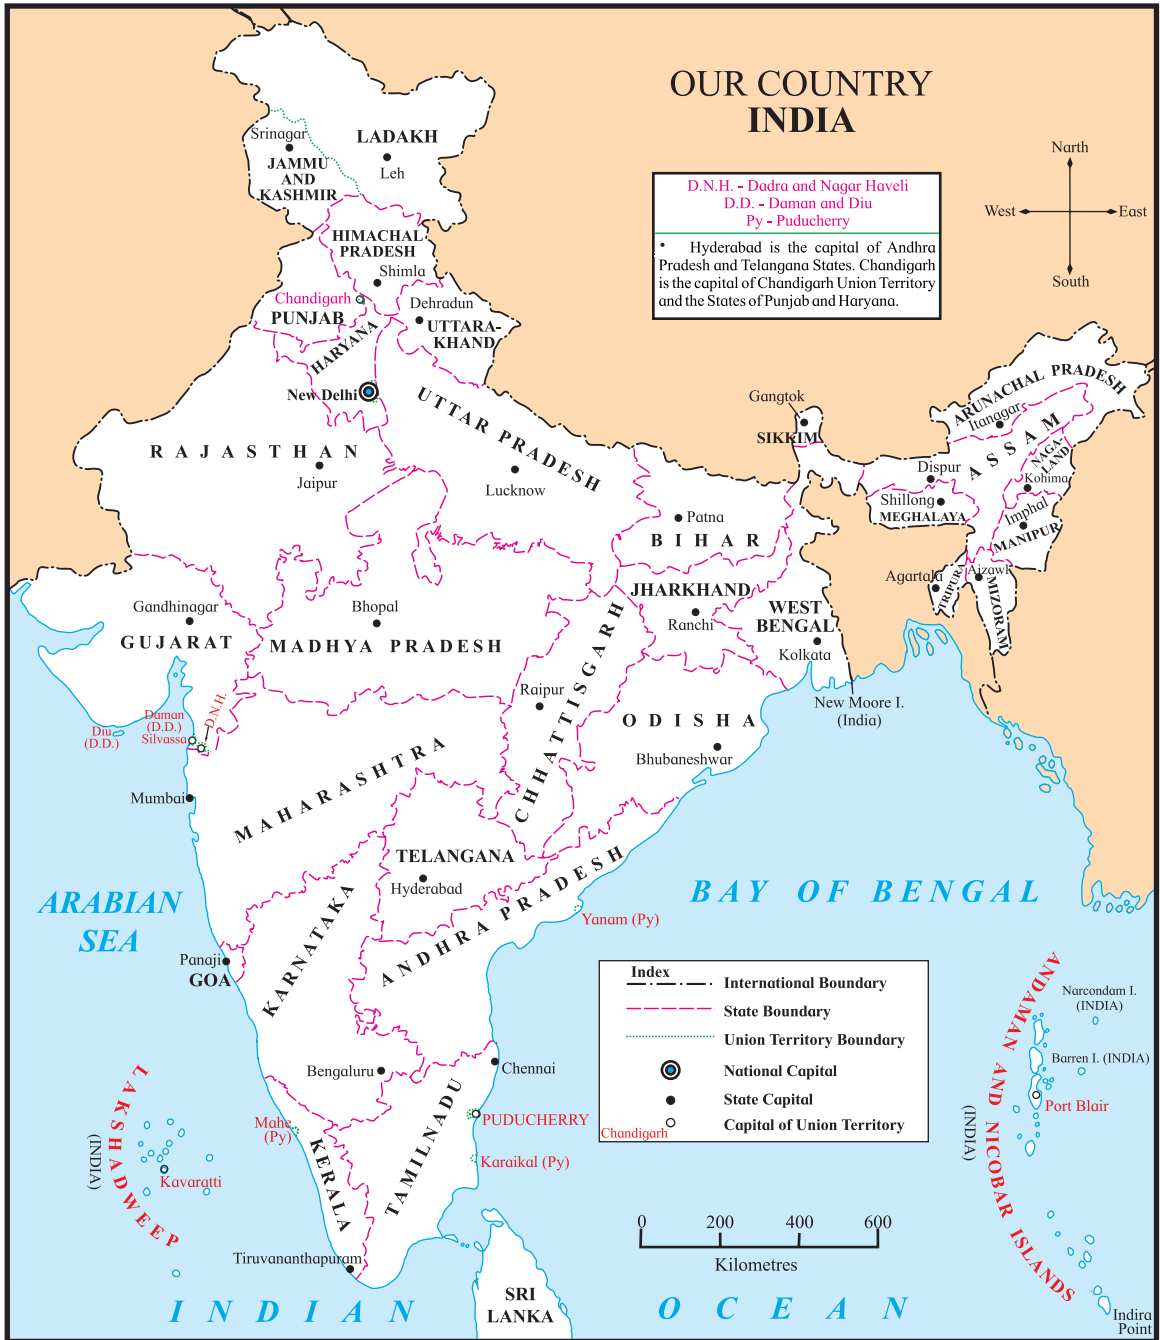 OUR COUNTRY
INDIA
Narth
West
East
South
D.N.H. - Dadra and Nagar Haveli
D.D. - Daman and Diu
Py - Puducherry
• Hyderabad is the capital of Andhra
Pradesh and Telangana States. Chandigarh
is the capital of Chandigarh Union Territory
and the States of Punjab and Haryana.
Srinagar
LADAKH
Leh
JAMMU
AND
KASHMIR
HIMACHAL
PRADESH
Shimla
Chandigarh
PUNJAB
Dehradun
UTTARA-
KHAND
HARYANA
New Delhi
UTTAR PRADESH
Lucknow
RAJASTHAN
Jaipur
Gangtok
SIKKIM
ARUNACHAL PRADESH
Itanagar
ASSAM
Dispur
NAGA-
LAND
Kohima
Shillong
MEGHALAYA
Imphal
MANIPUR
Agartala
TRIPURA
Aizawl
MIZORAM
Patna
BIHAR
JHARKHAND
Ranchi
WEST
BENGAL
Kolkata
New Moore I.
(India)
Gandhinagar
GUJARAT
Bhopal
MADHYA PRADESH
CHHATTISGARH
Raipur
ODISHA
Bhubaneshwar
Diu
(D.D.)
Daman
(D.D.)
Silvassa
D.N.H.
Mumbai
MAHARASHTRA
TELANGANA
Hyderabad
ANDHRA PRADESH
Yanam (Py)
ARABIAN
SEA
BAY OF BENGAL
Panaji
GOA
KARNATAKA
Bengaluru
Chennai
TAMILNADU
PUDUCHERRY
Karaikal (Py)
Mahe
(Py)
KERALA
Tiruvananthapuram
LAKSHADWEEP
(INDIA)
Kavaratti
Index
International Boundary
State Boundary
Union Territory Boundary
National Capital
State Capital
Chandigarh
Capital of Union Territory
ANDAMAN AND NICOBAR ISLANDS
(INDIA)
Narcondam I.
(INDIA)
Barren I. (INDIA)
Port Blair
Indira
Point
0 200 400 600
Kilometres
SRI
LANKA
INDIAN OCEAN